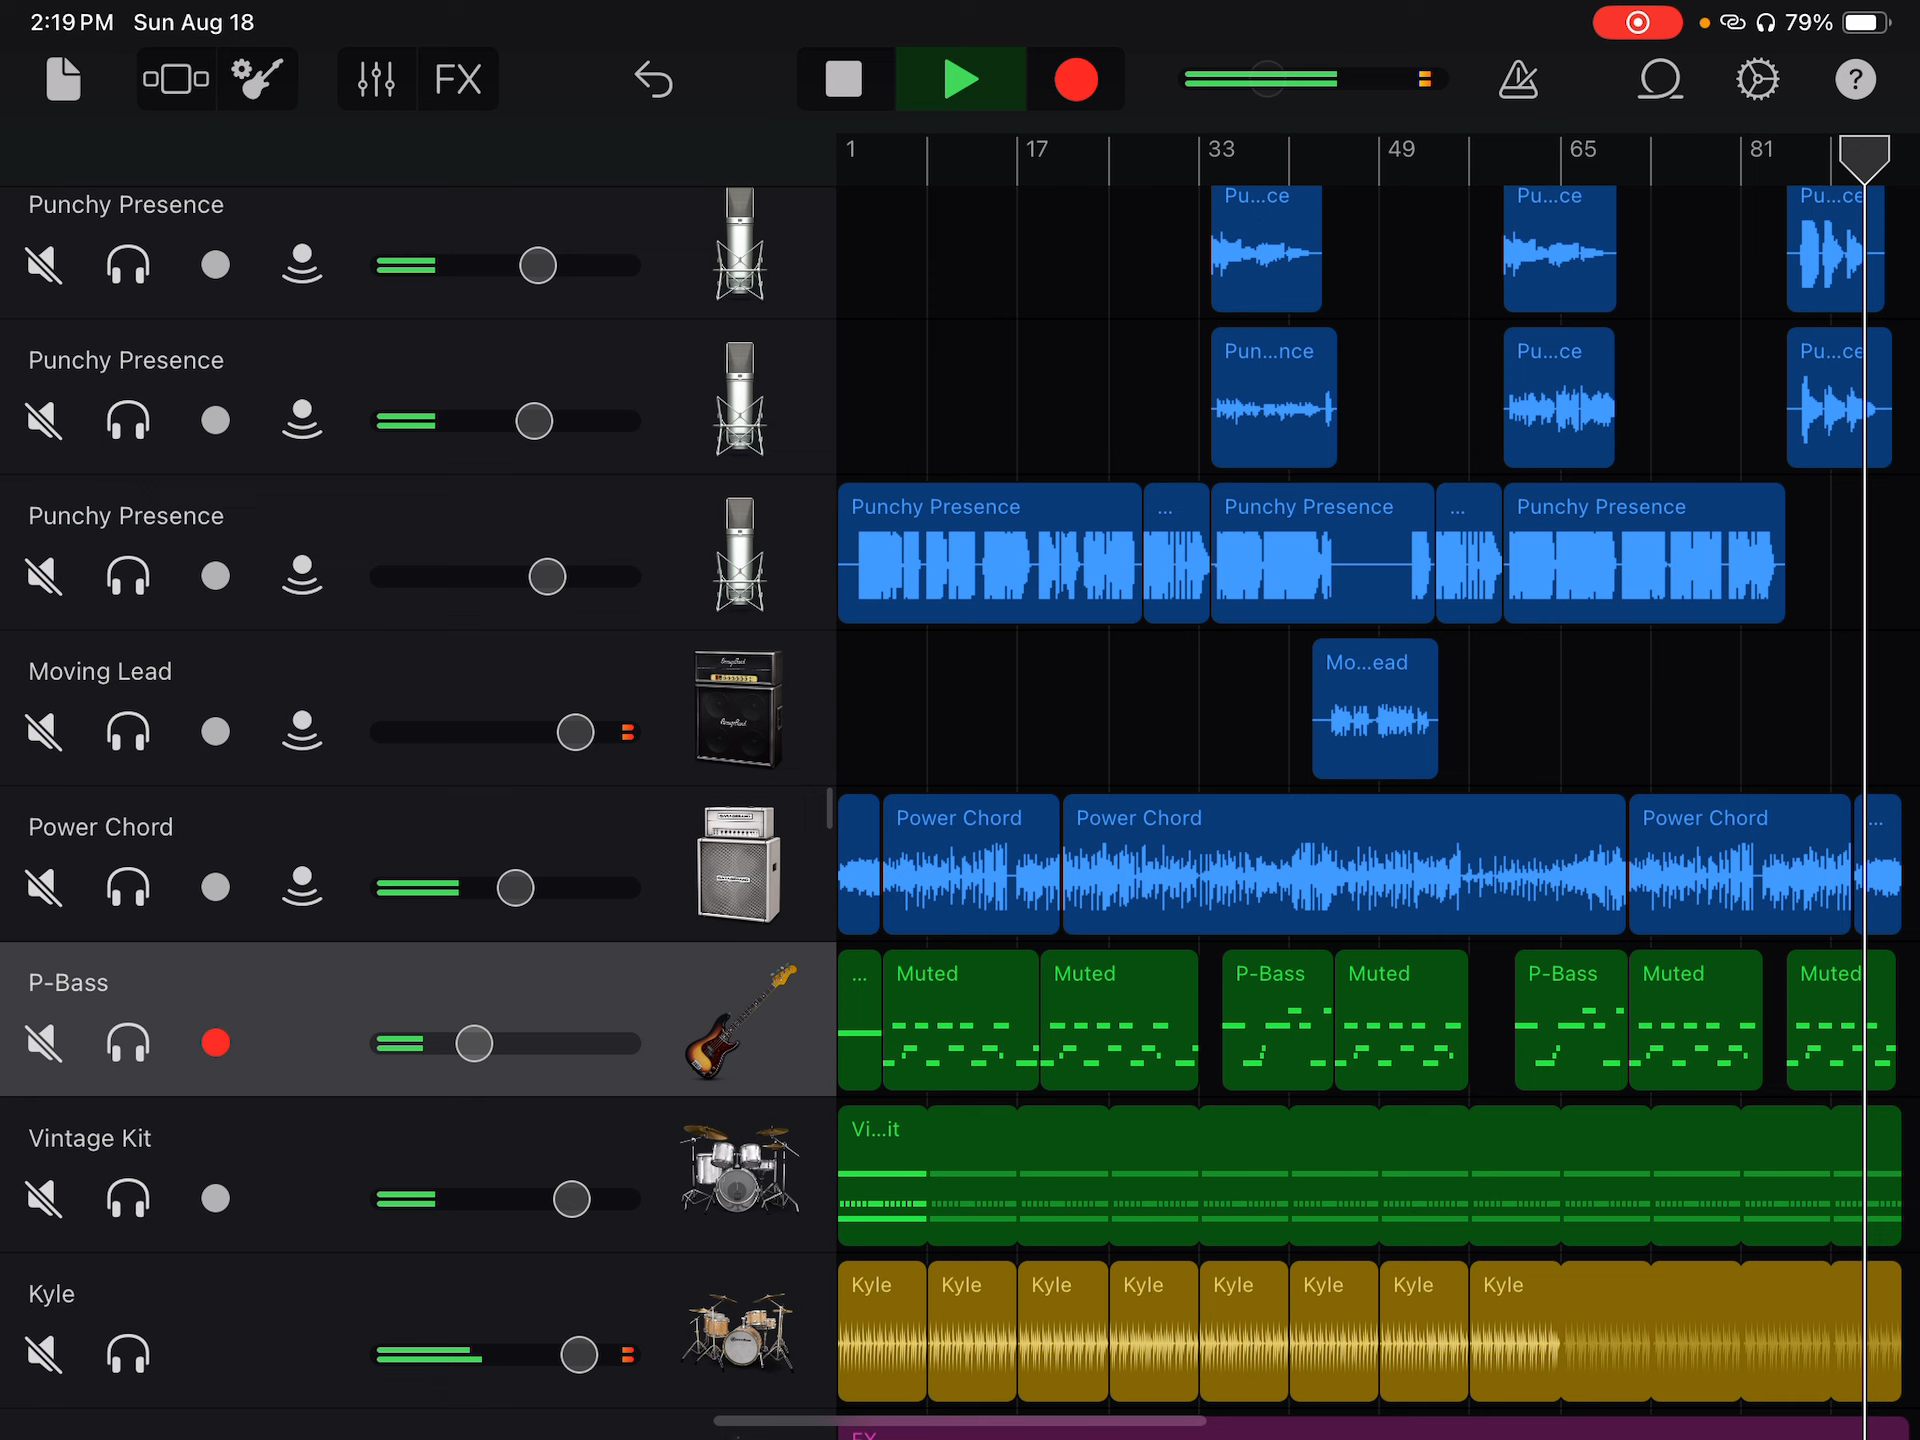 2:19 PM Sun Aug 18
79%
FX
?
1 17 33 49 65 81
Punchy Presence
Pu...ce Pu...ce Pu...ce
Punchy Presence
Pun...nce Pu...ce Pu...ce
Punchy Presence
Punchy Presence ... Punchy Presence ... Punchy Presence
Moving Lead
Mo...ead
Power Chord
Power Chord Power Chord Power Chord ...
P-Bass
... Muted Muted P-Bass Muted P-Bass Muted Muted
Vintage Kit
Vi...it
Kyle
Kyle Kyle Kyle Kyle Kyle Kyle Kyle Kyle
FX